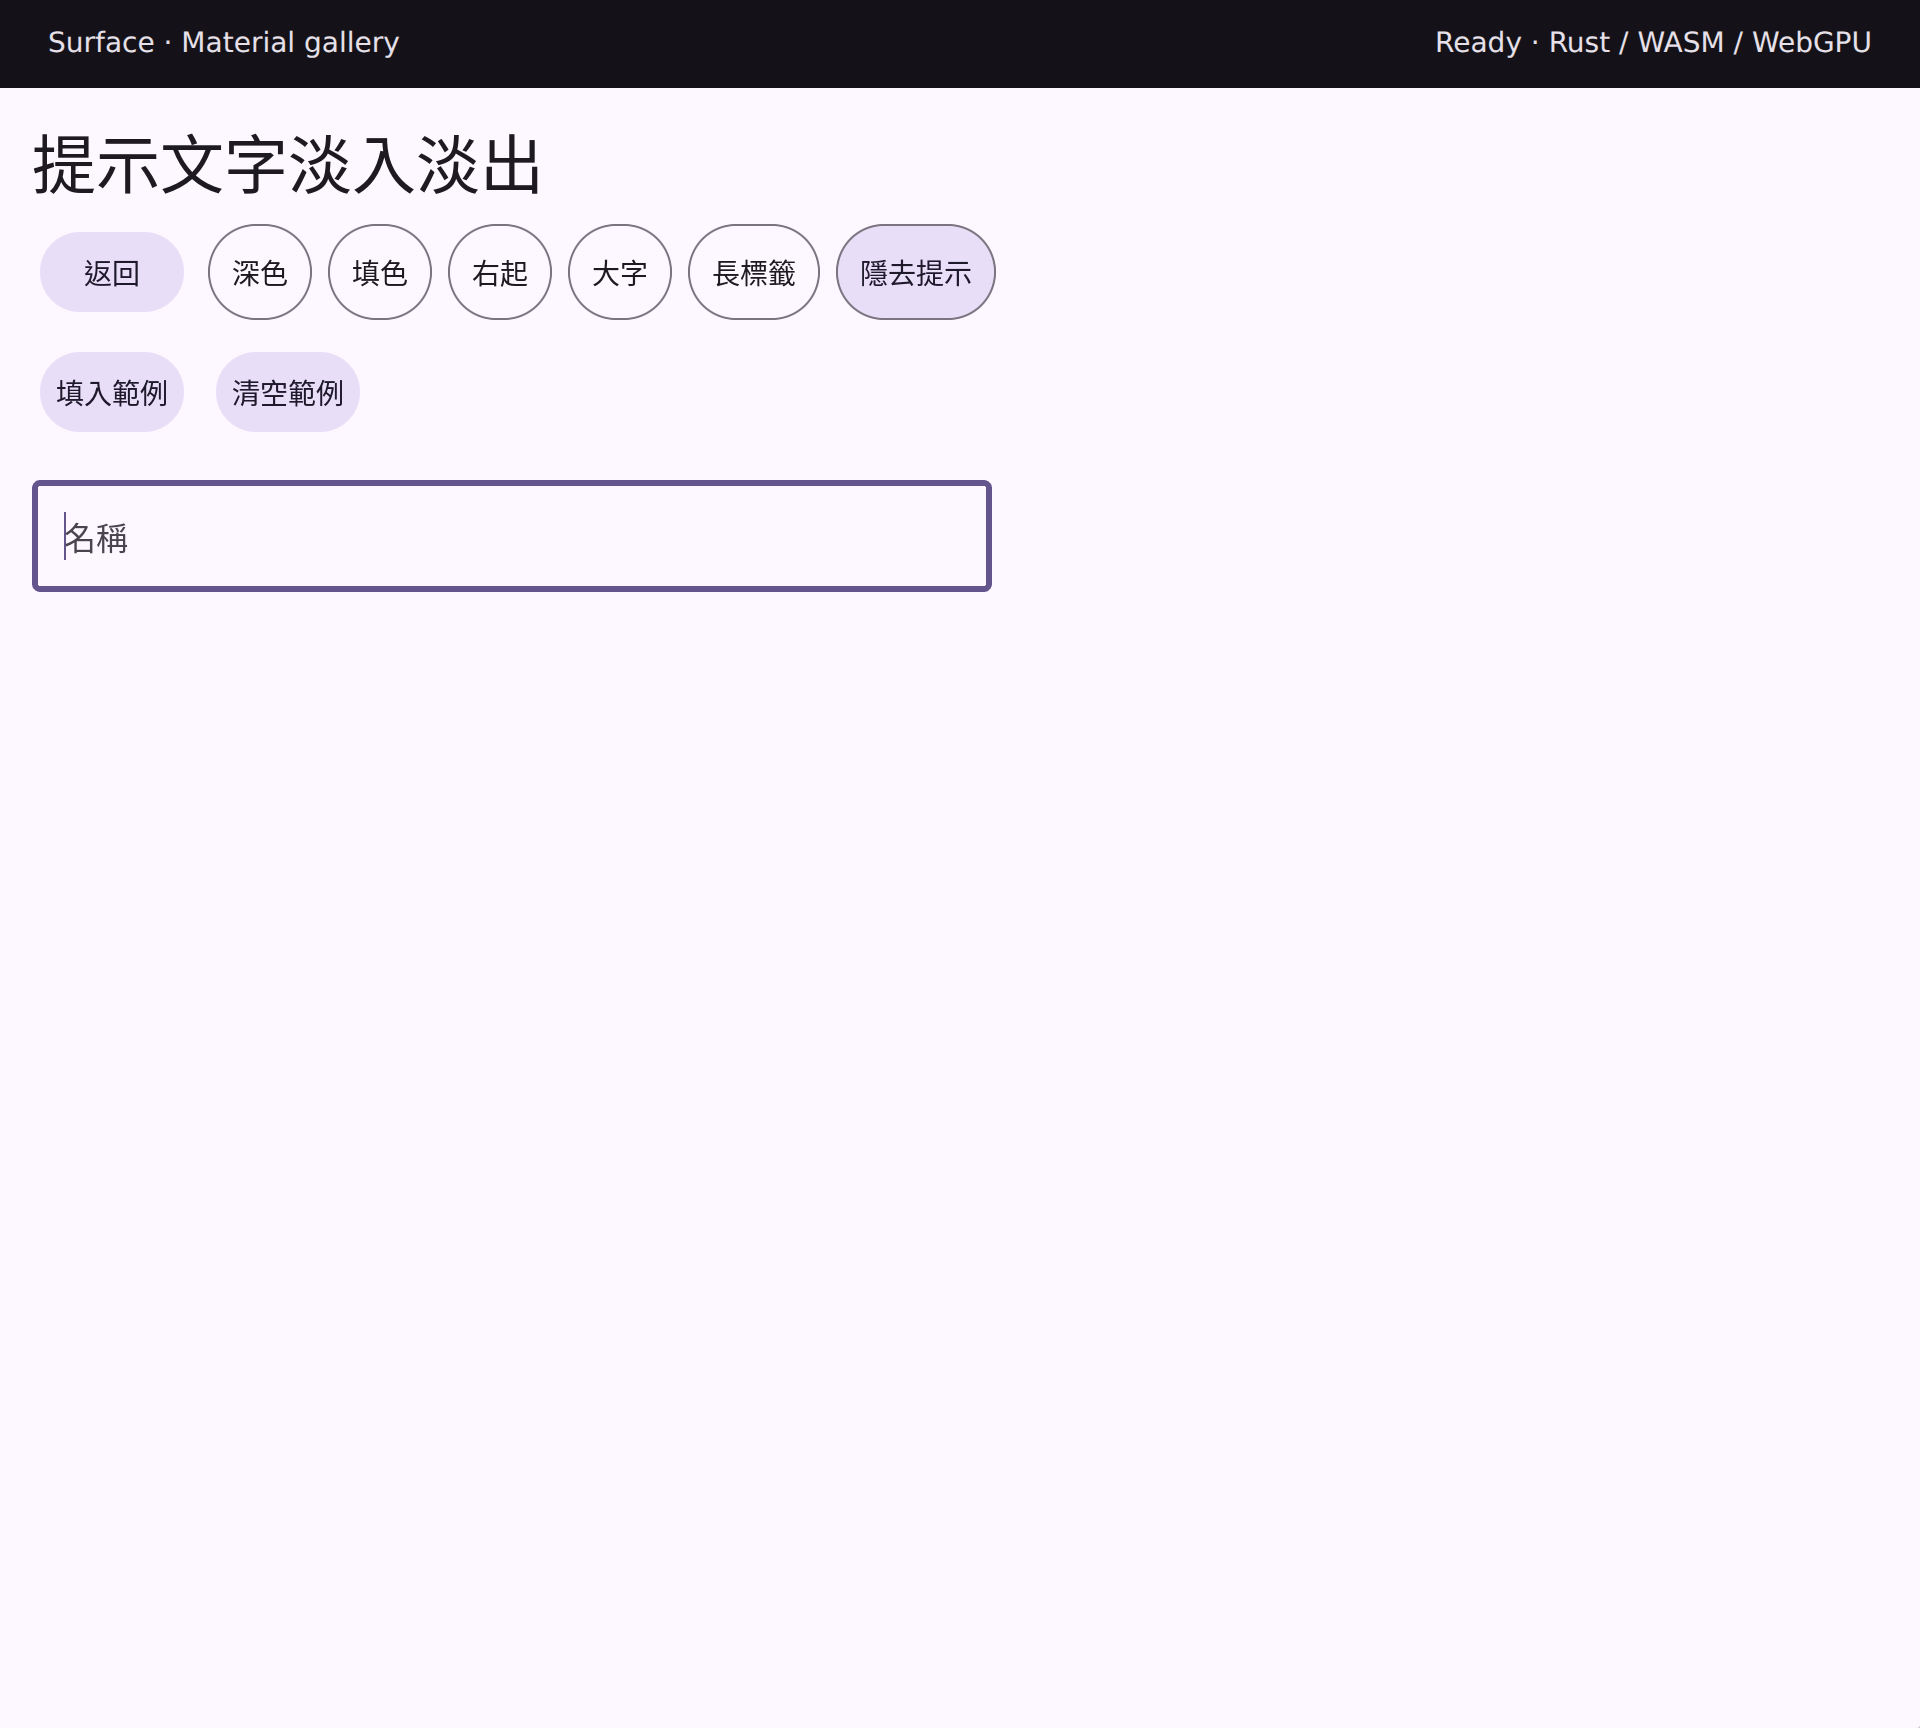 Surface · Material gallery
Ready · Rust / WASM / WebGPU
提示文字淡入淡出
返回 深色 填色 右起 大字 長標籤 隱去提示
填入範例 清空範例
名稱